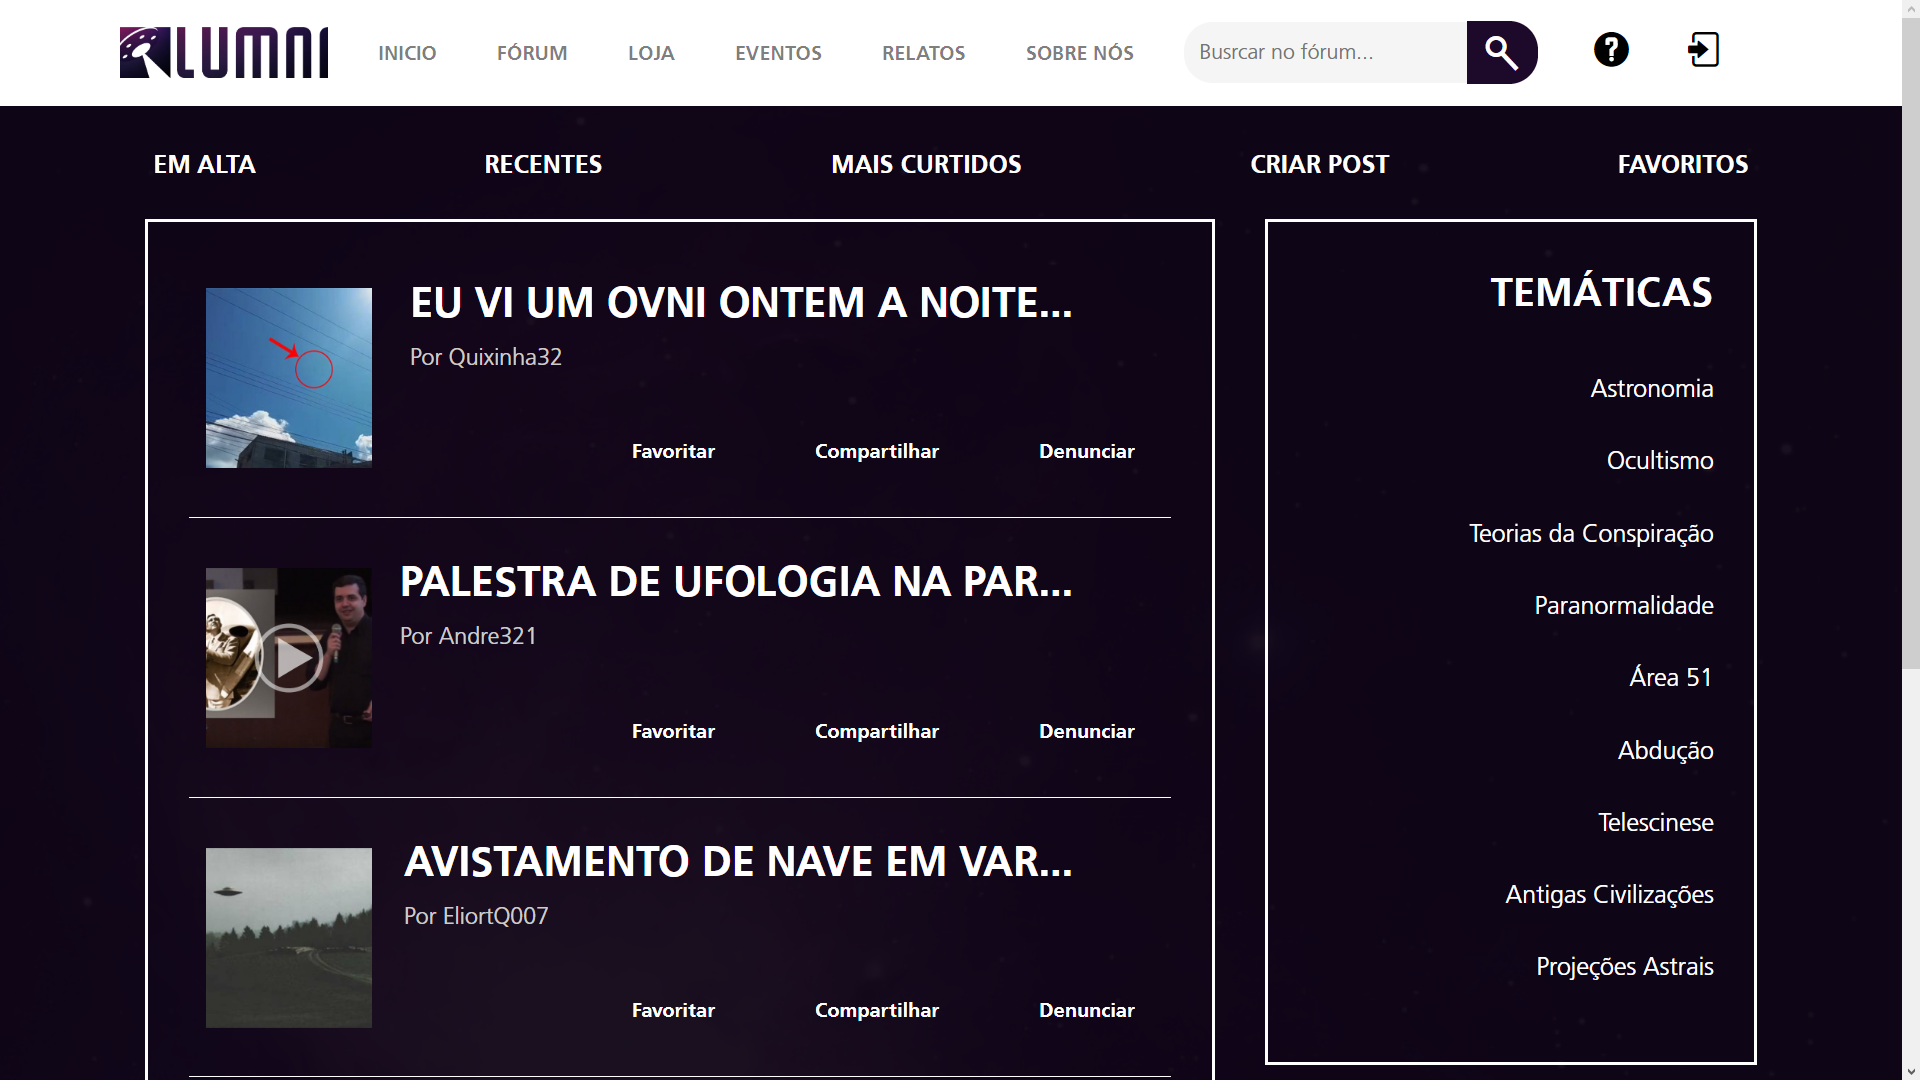 LUMNI
INICIO FÓRUM LOJA EVENTOS RELATOS SOBRE NÓS Busrcar no fórum...
EM ALTA RECENTES MAIS CURTIDOS CRIAR POST FAVORITOS
EU VI UM OVNI ONTEM A NOITE...
Por Quixinha32
Favoritar Compartilhar Denunciar
PALESTRA DE UFOLOGIA NA PAR...
Por Andre321
Favoritar Compartilhar Denunciar
AVISTAMENTO DE NAVE EM VAR...
Por EliortQ007
Favoritar Compartilhar Denunciar
TEMÁTICAS
Astronomia
Ocultismo
Teorias da Conspiração
Paranormalidade
Área 51
Abdução
Telescinese
Antigas Civilizações
Projeções Astrais